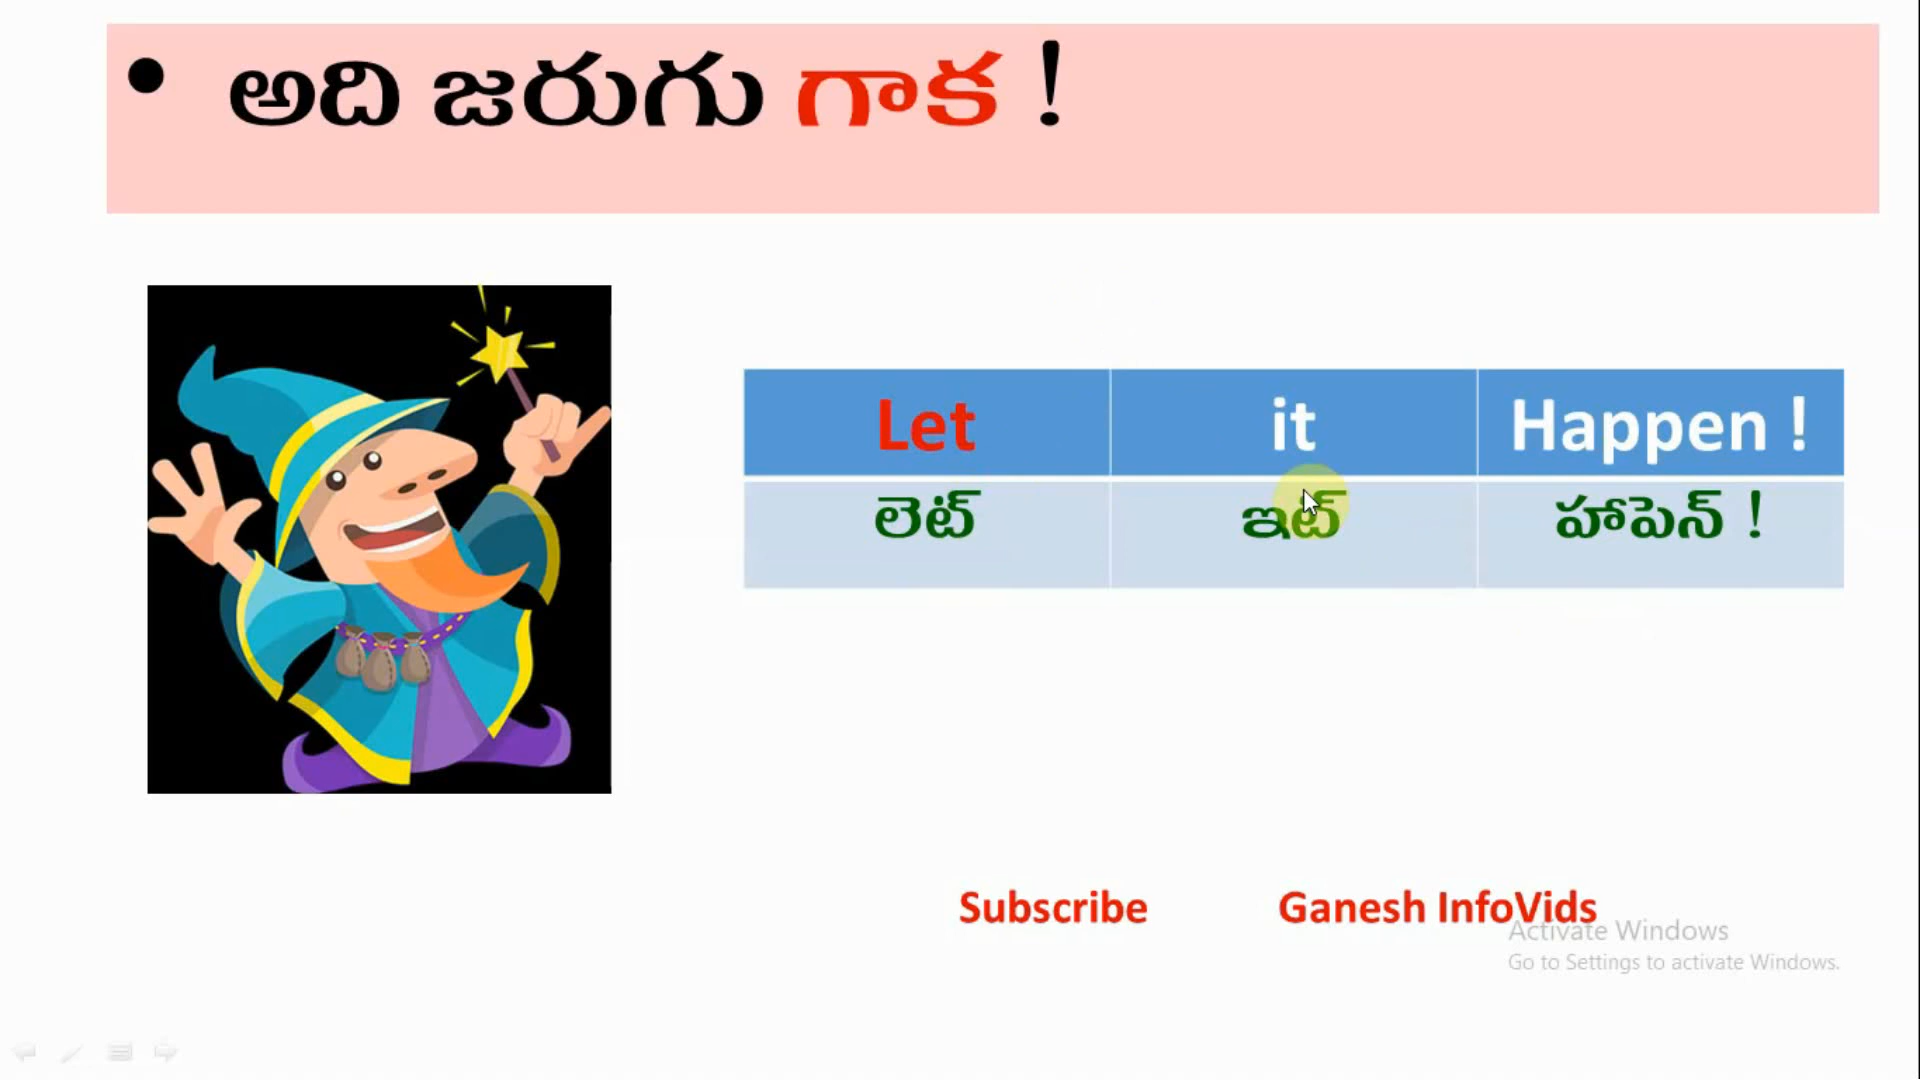 • అది జరుగు గాక !
Let it Happen !
లెట్ ఇట్ హాపెన్ !
Subscribe Ganesh InfoVids
Activate Windows
Go to Settings to activate Windows.